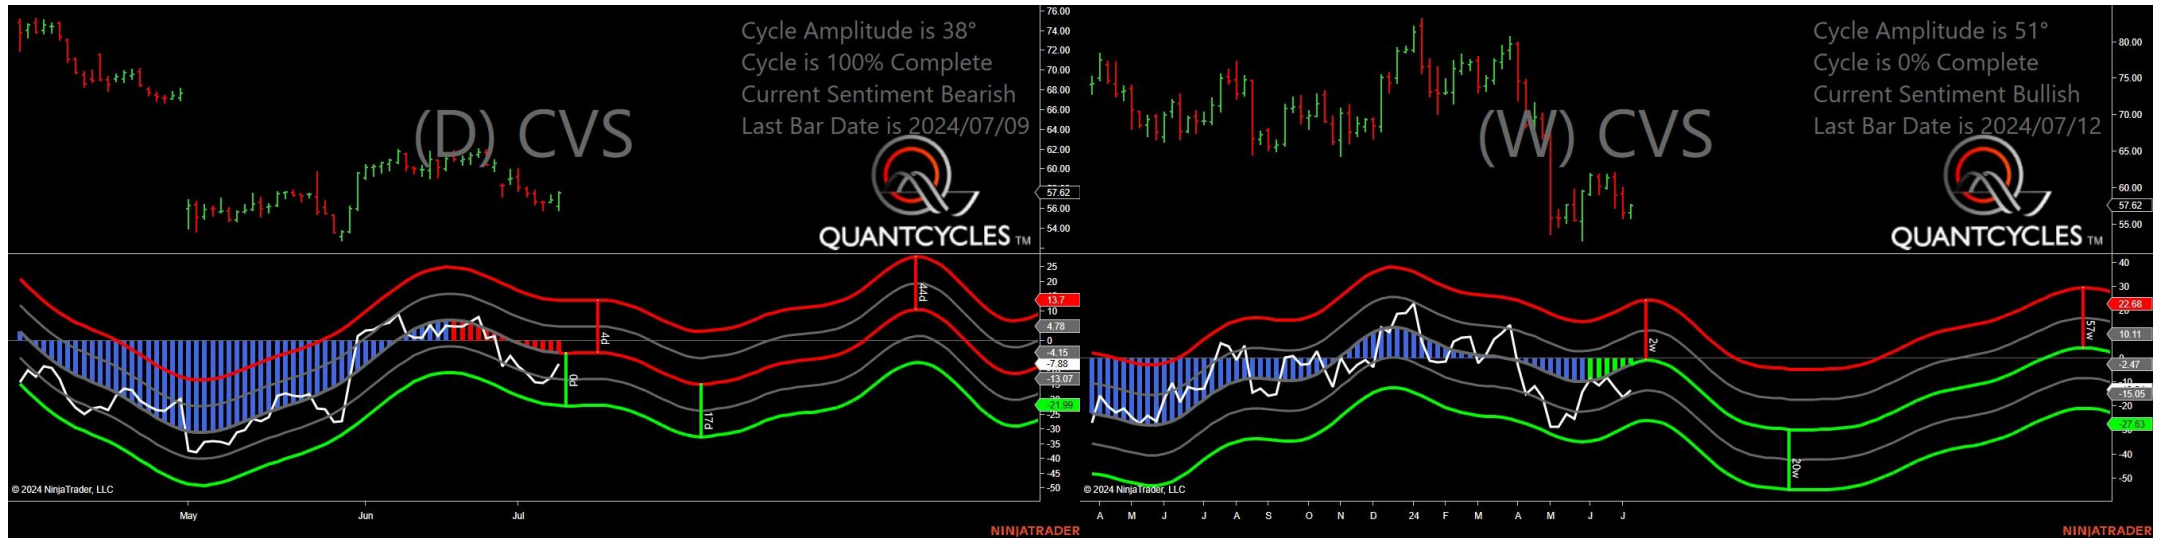 Cycle Amplitude is 38°
Cycle is 100% Complete
Current Sentiment Bearish
Last Bar Date is 2024/07/09
(D) CVS
QUANTCYCLES TM
76.00
74.00
72.00
70.00
68.00
66.00
64.00
62.00
60.00
57.62
56.00
54.00
25
20
13.7
10
4.78
0
-4.15
-7.88
-13.07
-21.99
-25
-30
-35
-40
-45
-50
4d
0d
17d
44d
© 2024 NinjaTrader, LLC
May
Jun
Jul
NINJATRADER
Cycle Amplitude is 51°
Cycle is 0% Complete
Current Sentiment Bullish
Last Bar Date is 2024/07/12
(W) CVS
QUANTCYCLES TM
80.00
75.00
70.00
65.00
60.00
57.62
55.00
40
30
22.68
20
10.11
0
-2.47
-10
-15.05
-20
-27.63
-40
-50
2w
20w
57w
© 2024 NinjaTrader, LLC
A M J J A S O N D 24 F M A M J J
NINJATRADER